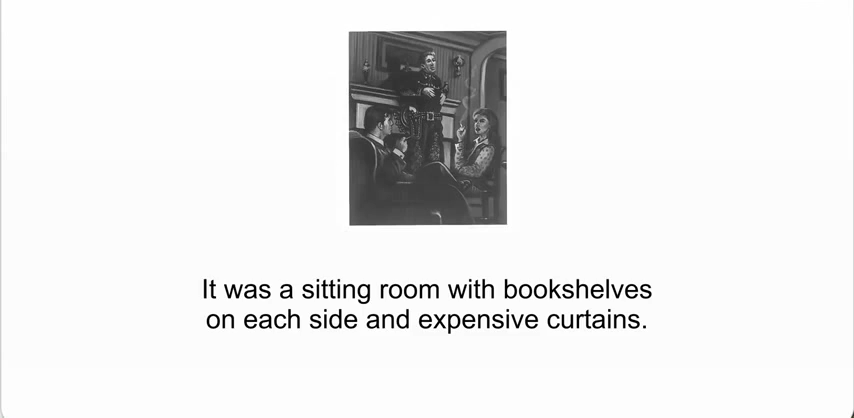 It was a sitting room with bookshelves
on each side and expensive curtains.